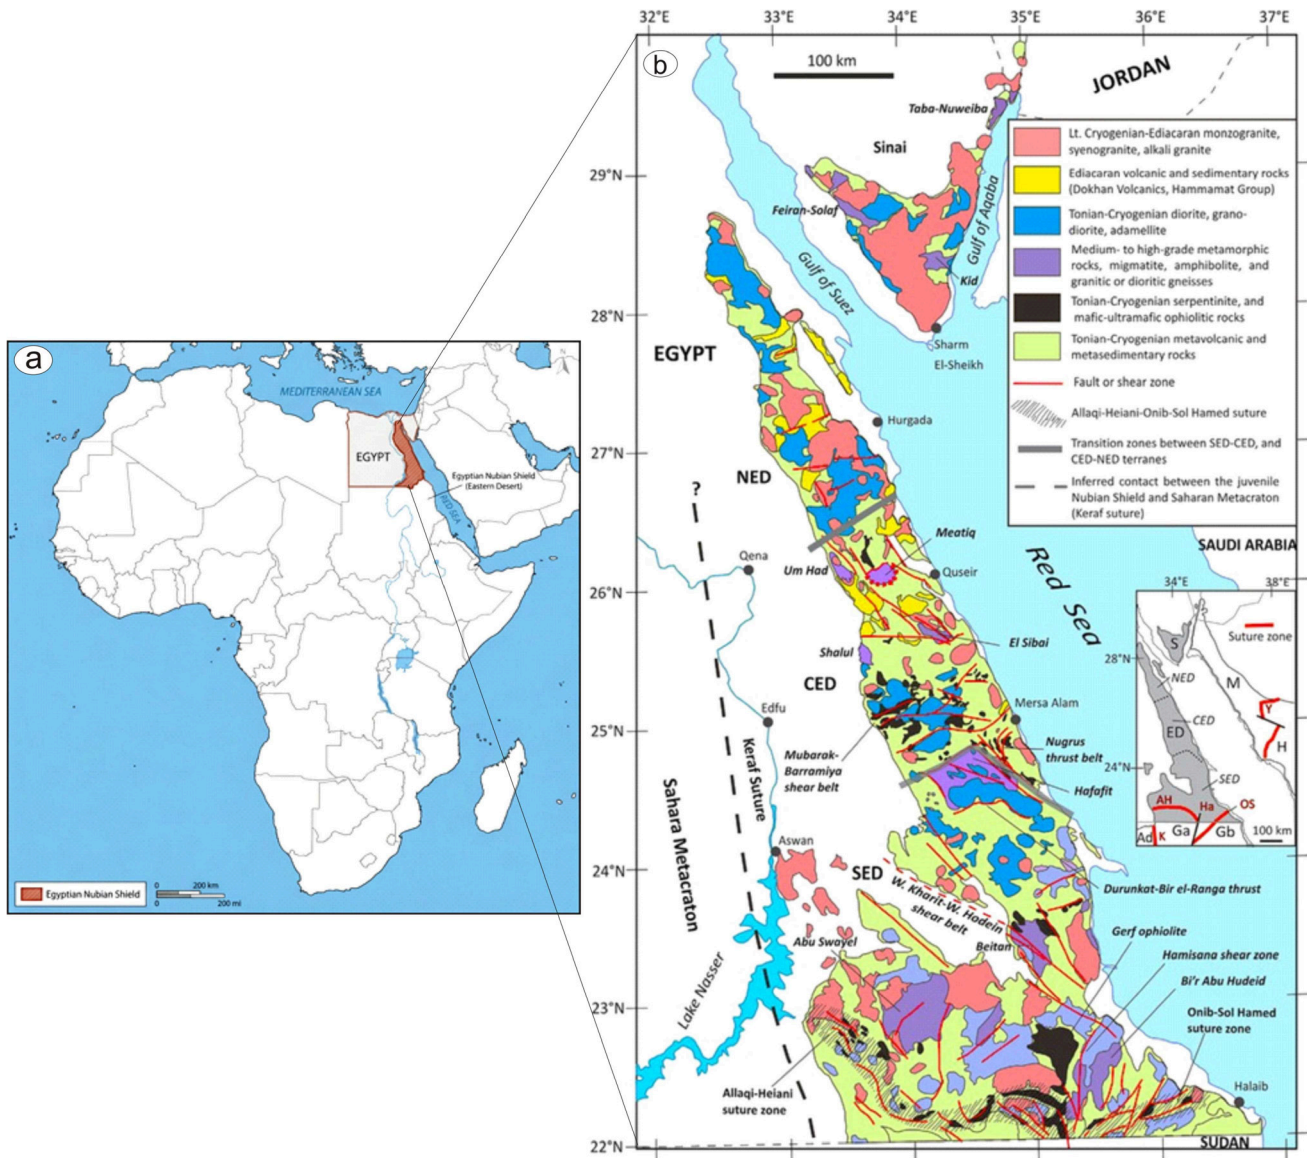 a
MEDITERRANEAN SEA
N
EGYPT
Egyptian Nubian Shield
(Eastern Desert)
RED SEA
Egyptian Nubian Shield
0 200 km
0 200 mi
32°E
33°E
34°E
35°E
36°E
37°E
b
100 km
JORDAN
Taba-Nuweiba
Sinai
29°N
Feiran-Solaf
Gulf of Aqaba
Gulf of Suez
Kid
28°N
Sharm
El-Sheikh
EGYPT
Hurgada
27°N
NED
?
Meatiq
Qena
Um Had
Quseir
26°N
Red Sea
El Sibai
Shalul
CED
Mersa Alam
Edfu
25°N
Keraf Suture
Mubarak-
Barramiya
shear belt
Nugrus
thrust belt
Hafafit
Sahara Metacraton
Aswan
24°N
SED
W. Kharit-W. Hodein
shear belt
Durunkat-Bir el-Ranga thrust
Abu Swayel
Beitan
Gerf ophiolite
Hamisana shear zone
Bi'r Abu Hudeid
Lake Nasser
23°N
Onib-Sol Hamed
suture zone
Allaqi-Heiani
suture zone
Halaib
22°N
SUDAN
32°E
33°E
34°E
35°E
36°E
Lt. Cryogenian-Ediacaran monzogranite,
syenogranite, alkali granite
Ediacaran volcanic and sedimentary rocks
(Dokhan Volcanics, Hammamat Group)
Tonian-Cryogenian diorite, grano-
diorite, adamellite
Medium- to high-grade metamorphic
rocks, migmatite, amphibolite, and
granitic or dioritic gneisses
Tonian-Cryogenian serpentinite, and
mafic-ultramafic ophiolitic rocks
Tonian-Cryogenian metavolcanic and
metasedimentary rocks
Fault or shear zone
Allaqi-Heiani-Onib-Sol Hamed suture
Transition zones between SED-CED, and
CED-NED terranes
Inferred contact between the juvenile
Nubian Shield and Saharan Metacraton
(Keraf suture)
SAUDI ARABIA
34°E
38°E
Suture zone
S
28°N
NED
M
Y
CED
ED
H
24°N
SED
AH
Ha
OS
Ad
K
Ga
Gb
100 km